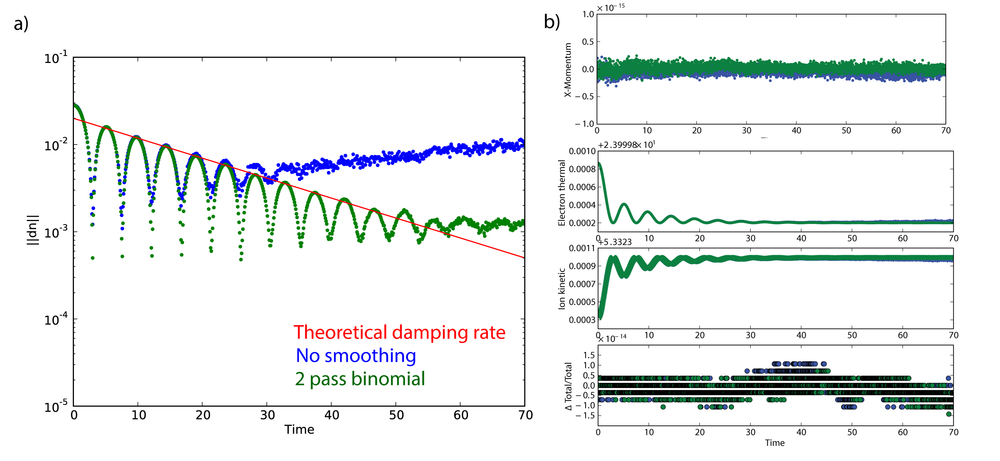 a)
10-1
10-2
10-3
10-4
10-5
||dn||
0 10 20 30 40 50 60 70
Time
Theoretical damping rate
No smoothing
2 pass binomial
b)
×10− 15
1.0
0.5
0.0
− 0.5
− 1.0
X-Momentum
0 10 20 30 40 50 60 70
+2.39998×101
0.0010
0.0008
0.0006
0.0004
0.0002
Electron thermal
0 10 20 30 40 50 60 70
+5.3323
0.0011
0.0009
0.0007
0.0005
0.0003
Ion kinetic
0 10 20 30 40 50 60 70
×10− 14
1.5
1.0
0.5
0.0
− 0.5
− 1.0
− 1.5
Δ Total/Total
0 10 20 30 40 50 60 70
Time